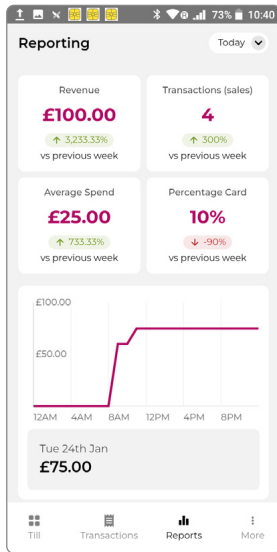 73% 10:40
Reporting
Today
Revenue
£100.00
↑ 3,233.33%
vs previous week
Transactions (sales)
4
↑ 300%
vs previous week
Average Spend
£25.00
↑ 733.33%
vs previous week
Percentage Card
10%
↓ -90%
vs previous week
£100.00
£50.00
12AM 4AM 8AM 12PM 4PM 8PM
Tue 24th Jan
£75.00
Till Transactions Reports More